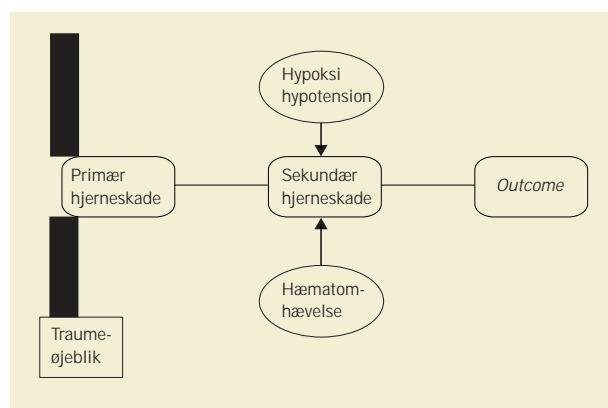 Hypoksi
hypotension
Primær
hjerneskade
Sekundær
hjerneskade
Outcome
Hæmatom-
hævelse
Traume-
øjeblik